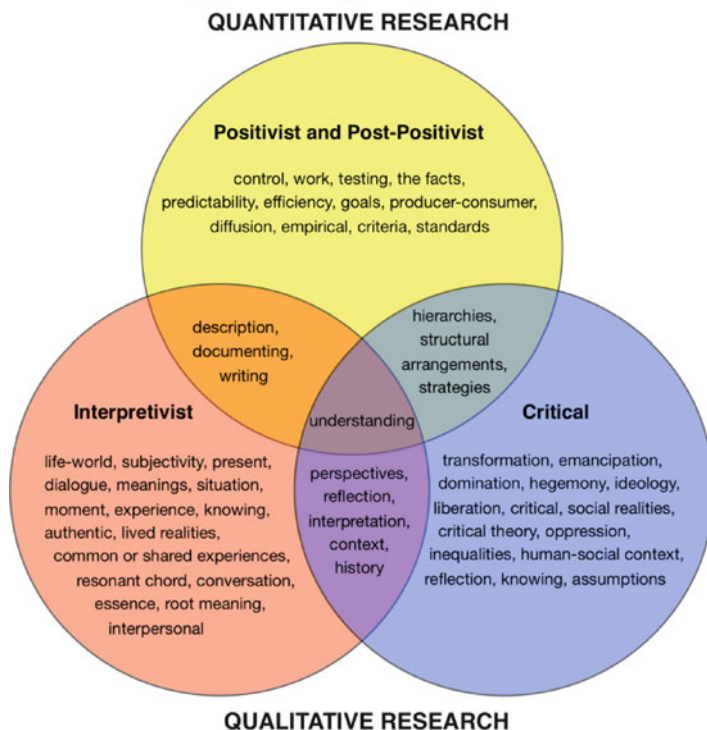 QUANTITATIVE RESEARCH
Positivist and Post-Positivist
control, work, testing, the facts,
predictability, efficiency, goals, producer-consumer,
diffusion, empirical, criteria, standards
description,
documenting,
writing
hierarchies,
structural
arrangements,
strategies
understanding
Interpretivist
life-world, subjectivity, present,
dialogue, meanings, situation,
moment, experience, knowing,
authentic, lived realities,
common or shared experiences,
resonant chord, conversation,
essence, root meaning,
interpersonal
perspectives,
reflection,
interpretation,
context,
history
Critical
transformation, emancipation,
domination, hegemony, ideology,
liberation, critical, social realities,
critical theory, oppression,
inequalities, human-social context,
reflection, knowing, assumptions
QUALITATIVE RESEARCH